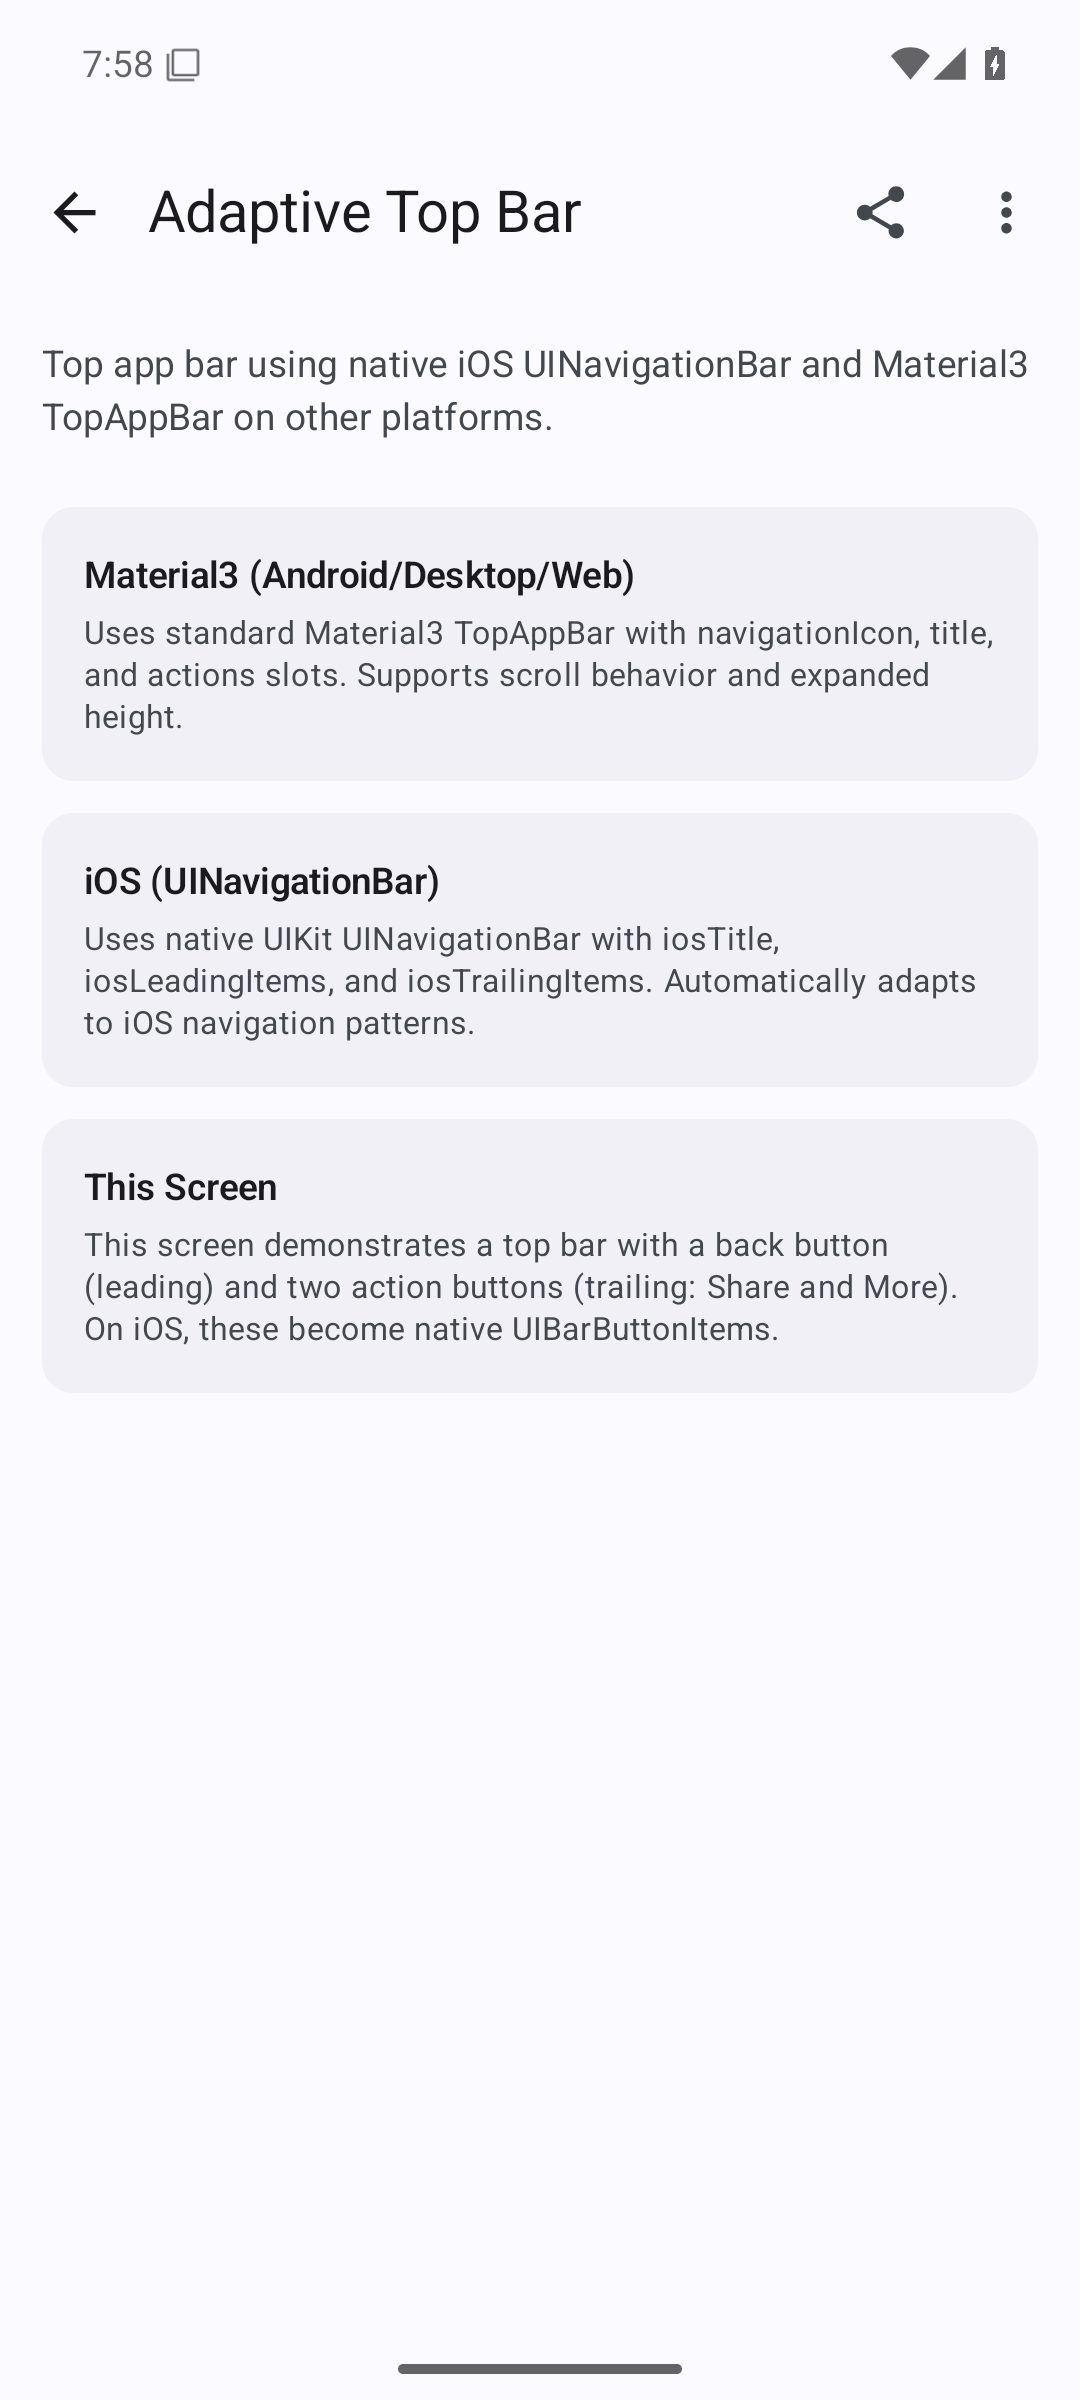 7:58
Adaptive Top Bar
Top app bar using native iOS UINavigationBar and Material3
TopAppBar on other platforms.
Material3 (Android/Desktop/Web)
Uses standard Material3 TopAppBar with navigationIcon, title,
and actions slots. Supports scroll behavior and expanded
height.
iOS (UINavigationBar)
Uses native UIKit UINavigationBar with iosTitle,
iosLeadingItems, and iosTrailingItems. Automatically adapts
to iOS navigation patterns.
This Screen
This screen demonstrates a top bar with a back button
(leading) and two action buttons (trailing: Share and More).
On iOS, these become native UIBarButtonItems.